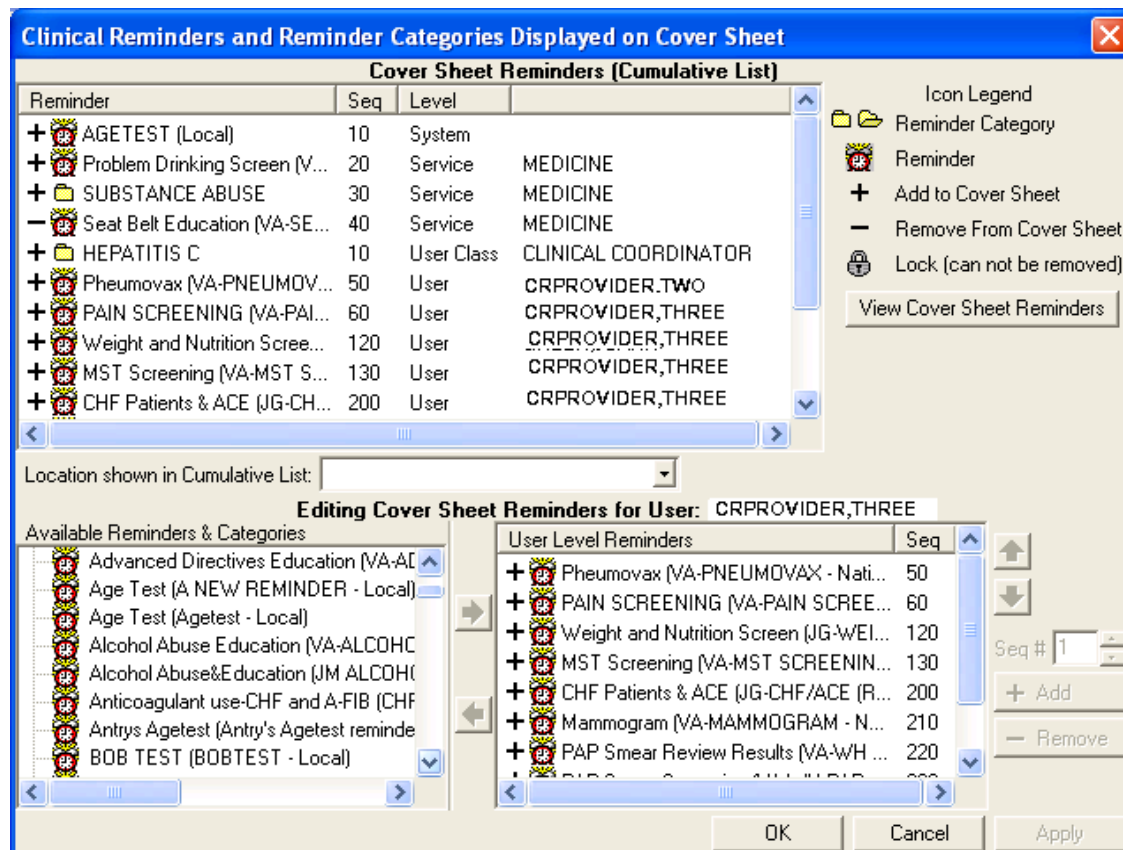 Clinical Reminders and Reminder Categories Displayed on Cover Sheet
Cover Sheet Reminders (Cumulative List)
Reminder Seq Level
+ AGETEST (Local) 10 System
+ Problem Drinking Screen (V... 20 Service MEDICINE
+ SUBSTANCE ABUSE 30 Service MEDICINE
− Seat Belt Education (VA-SE... 40 Service MEDICINE
+ HEPATITIS C 10 User Class CLINICAL COORDINATOR
+ Pheumovax (VA-PNEUMOV... 50 User CRPROVIDER.TWO
+ PAIN SCREENING (VA-PAI... 60 User CRPROVIDER,THREE
+ Weight and Nutrition Scree... 120 User CRPROVIDER,THREE
+ MST Screening (VA-MST S... 130 User CRPROVIDER,THREE
+ CHF Patients & ACE (JG-CH... 200 User CRPROVIDER,THREE
Icon Legend
Reminder Category
Reminder
+ Add to Cover Sheet
− Remove From Cover Sheet
Lock (can not be removed)
View Cover Sheet Reminders
Location shown in Cumulative List:
Editing Cover Sheet Reminders for User: CRPROVIDER,THREE
Available Reminders & Categories
Advanced Directives Education (VA-AD
Age Test (A NEW REMINDER - Local)
Age Test (Agetest - Local)
Alcohol Abuse Education (VA-ALCOHO
Alcohol Abuse&Education (JM ALCOHO
Anticoagulant use-CHF and A-FIB (CHF
Antrys Agetest (Antry's Agetest reminde
BOB TEST (BOBTEST - Local)
User Level Reminders Seq
+ Pheumovax (VA-PNEUMOVAX - Nati... 50
+ PAIN SCREENING (VA-PAIN SCREE... 60
+ Weight and Nutrition Screen (JG-WEI... 120
+ MST Screening (VA-MST SCREENIN... 130
+ CHF Patients & ACE (JG-CHF/ACE (R... 200
+ Mammogram (VA-MAMMOGRAM - N... 210
+ PAP Smear Review Results (VA-WH ... 220
Seq # 1
+ Add
− Remove
OK Cancel Apply